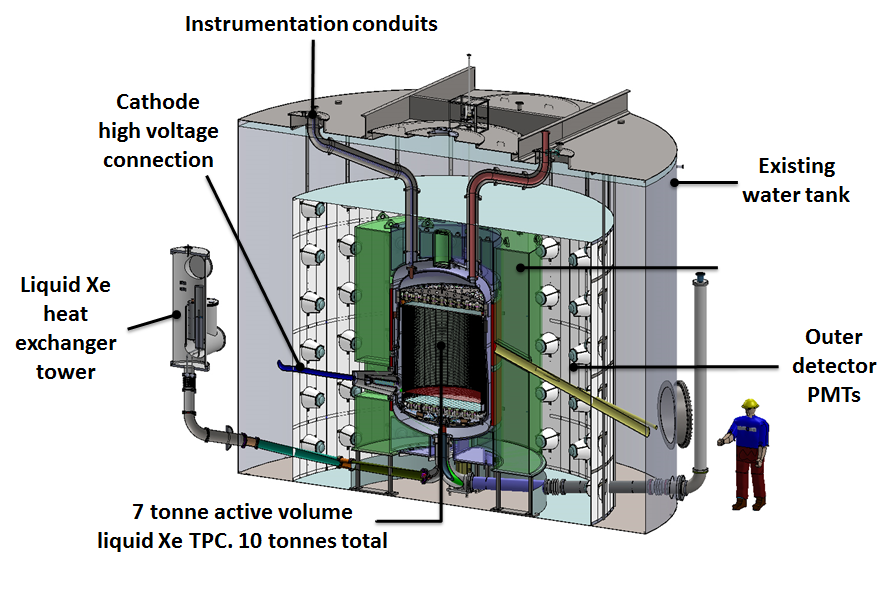 Instrumentation conduits
Cathode
high voltage
connection
Existing
water tank
Liquid Xe
heat
exchanger
tower
Outer
detector
PMTs
7 tonne active volume
liquid Xe TPC. 10 tonnes total